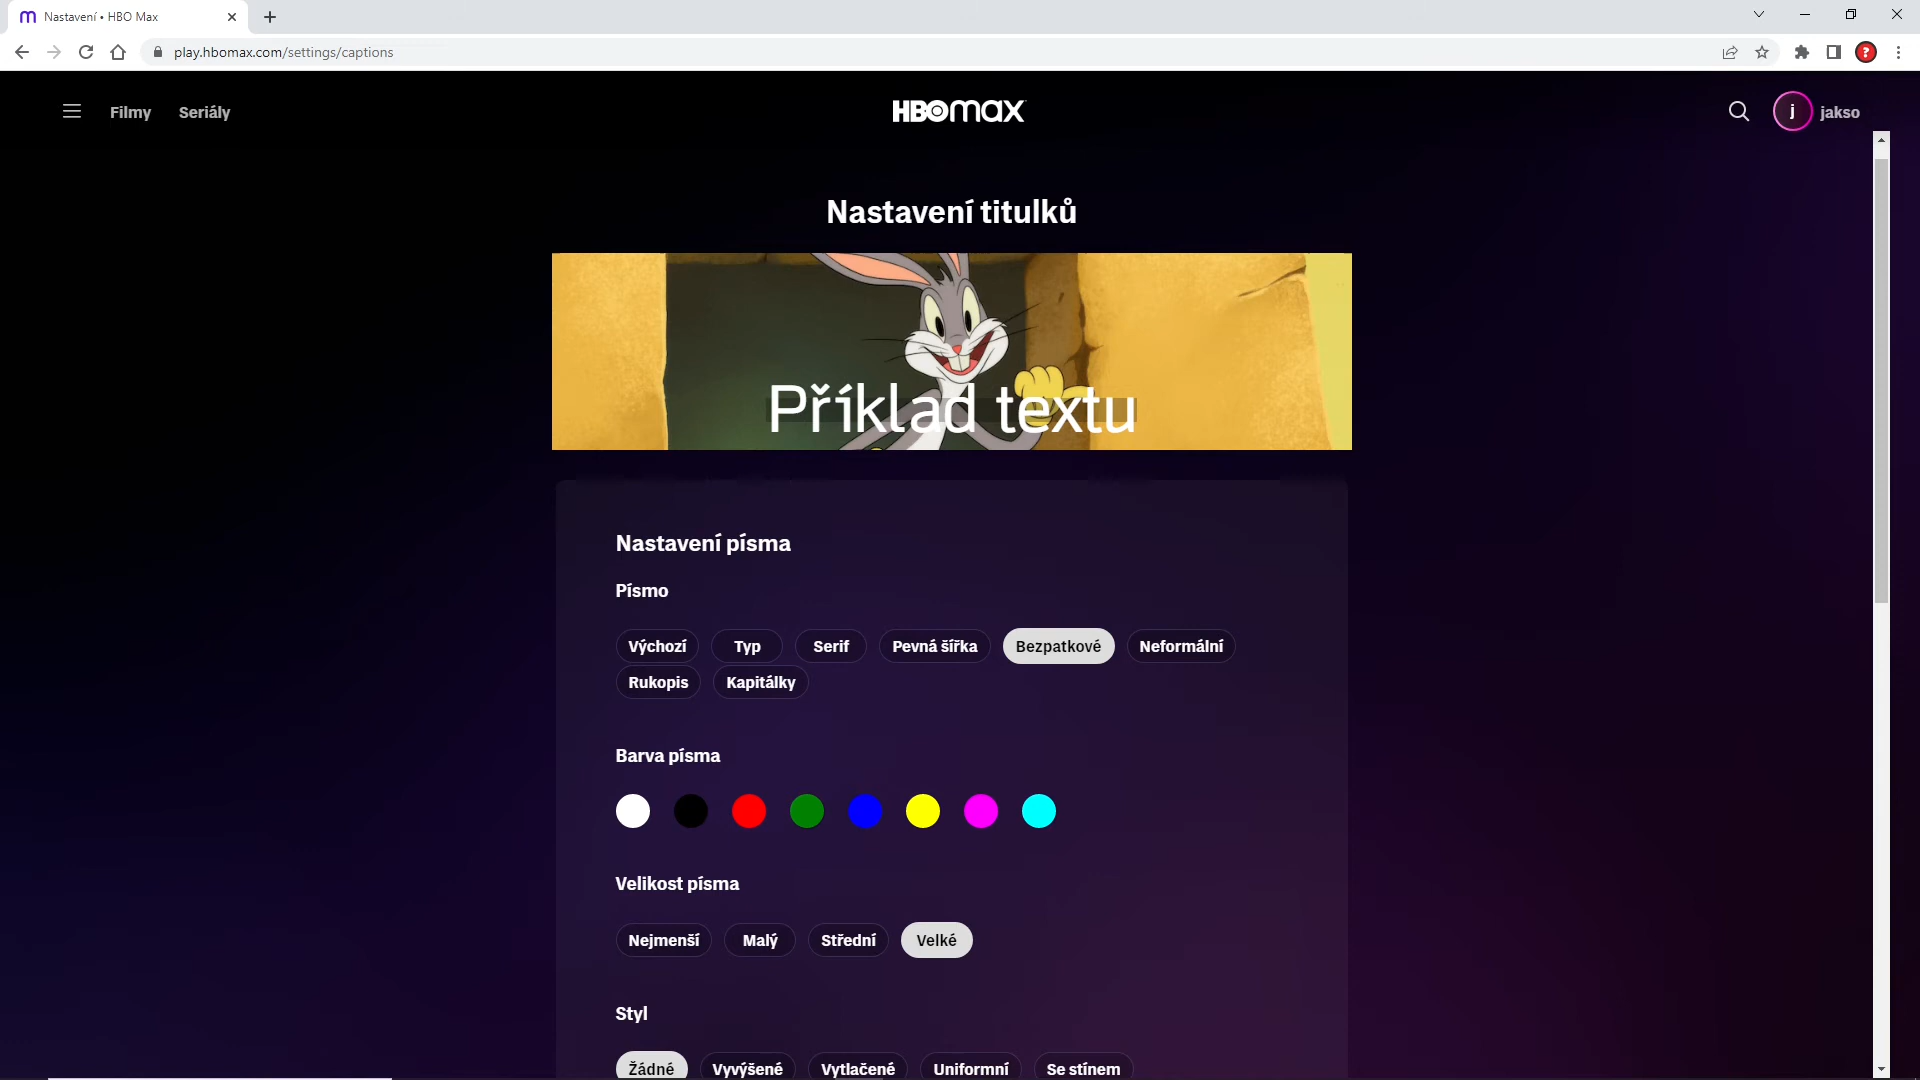 Nastavení • HBO Max
play.hbomax.com/settings/captions
Filmy Seriály
HBOMAX
j jakso
Nastavení titulků
Příklad textu
Nastavení písma
Písmo
Výchozí Typ Serif Pevná šířka Bezpatkové Neformální
Rukopis Kapitálky
Barva písma
Velikost písma
Nejmenší Malý Střední Velké
Styl
Žádné Vyvýšené Vytlačené Uniformní Se stínem